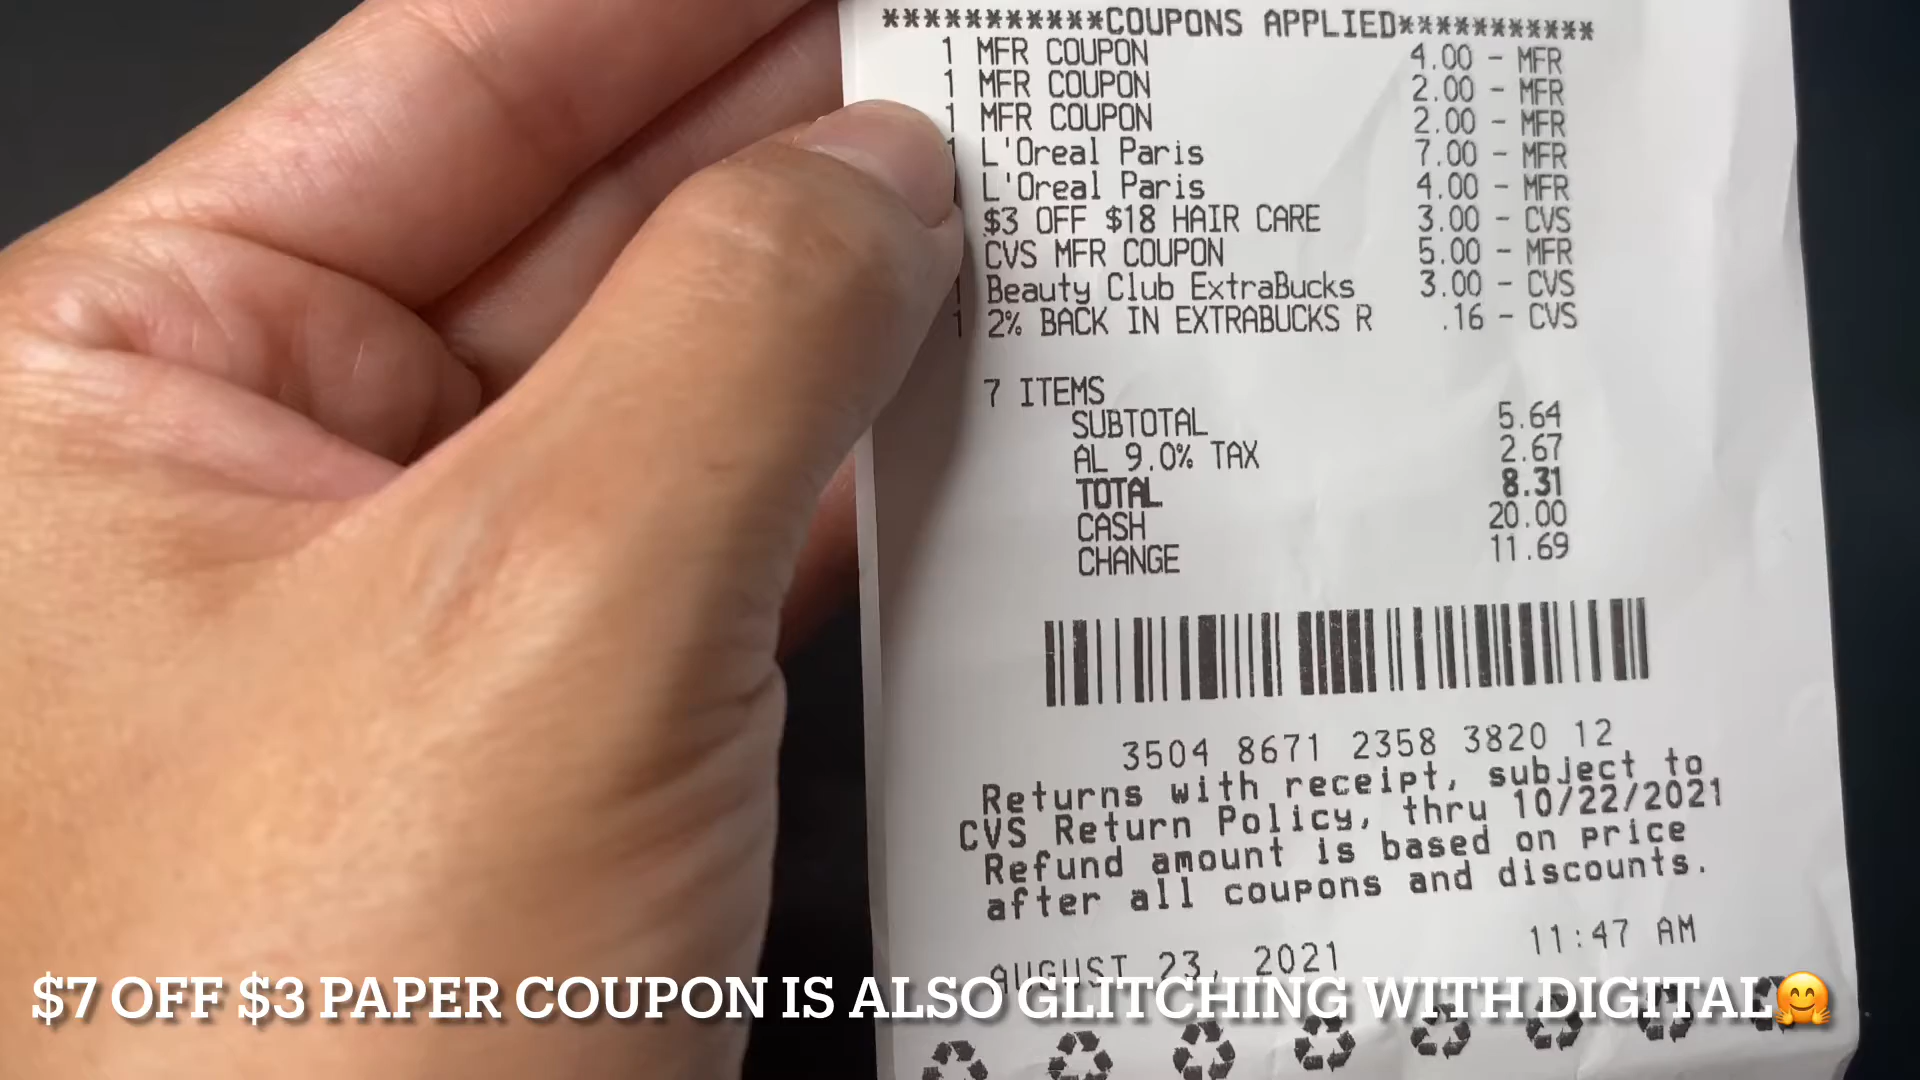 ***********COUPONS APPLIED**********
1 MFR COUPON 4.00 - MFR
1 MFR COUPON 2.00 - MFR
1 MFR COUPON 2.00 - MFR
1 L'Oreal Paris 7.00 - MFR
L'Oreal Paris 4.00 - MFR
$3 OFF $18 HAIR CARE 3.00 - CVS
CVS MFR COUPON 5.00 - MFR
1 Beauty Club ExtraBucks 3.00 - CVS
1 2% BACK IN EXTRABUCKS R .16 - CVS
7 ITEMS
SUBTOTAL 5.64
AL 9.0% TAX 2.67
TOTAL 8.31
CASH 20.00
CHANGE 11.69
3504 8671 2358 3820 12
Returns with receipt, subject to
CVS Return Policy, thru 10/22/2021
Refund amount is based on price
after all coupons and discounts.
AUGUST 23, 2021 11:47 AM
$7 OFF $3 PAPER COUPON IS ALSO GLITCHING WITH DIGITAL🤗